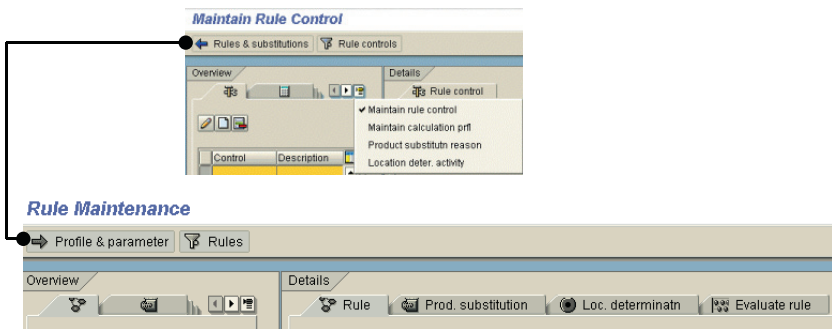 Maintain Rule Control
Rules & substitutions Rule controls
Overview Details
Rule control
Maintain rule control
Maintain calculation prfl
Product substitutn reason
Location deter. activity
Control Description
Rule Maintenance
Profile & parameter Rules
Overview Details
Rule Prod. substitution Loc. determinatn Evaluate rule